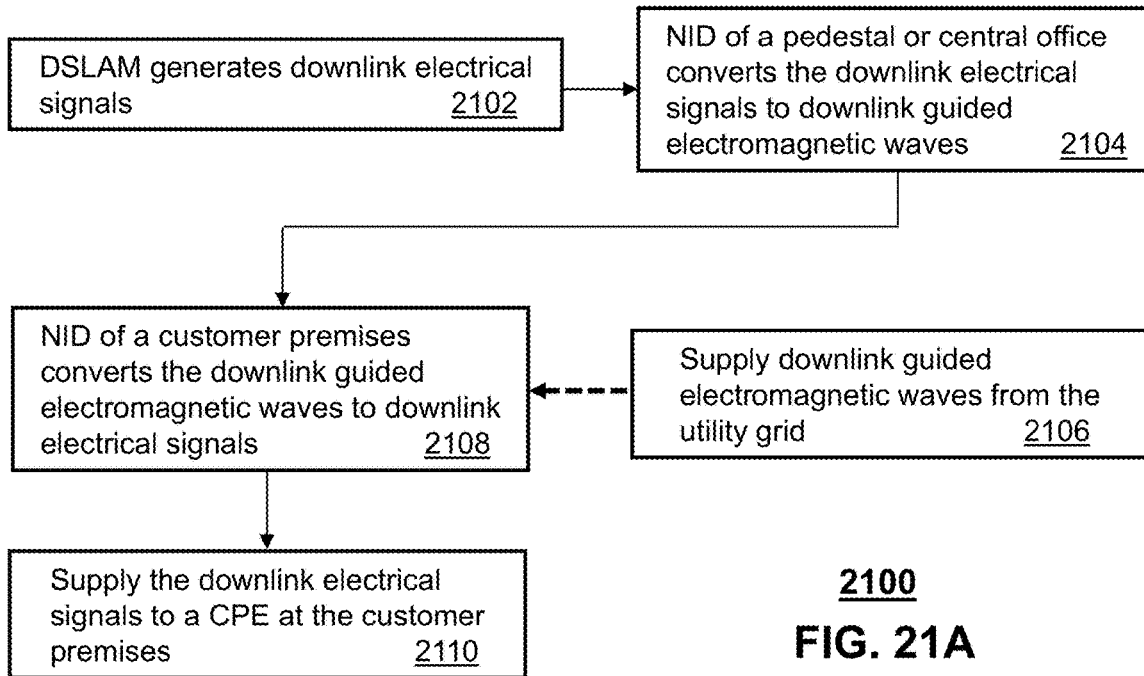 DSLAM generates downlink electrical
signals 2102
NID of a pedestal or central office
converts the downlink electrical
signals to downlink guided
electromagnetic waves 2104
NID of a customer premises
converts the downlink guided
electromagnetic waves to downlink
electrical signals 2108
Supply downlink guided
electromagnetic waves from the
utility grid 2106
Supply the downlink electrical
signals to a CPE at the customer
premises 2110
2100
FIG. 21A